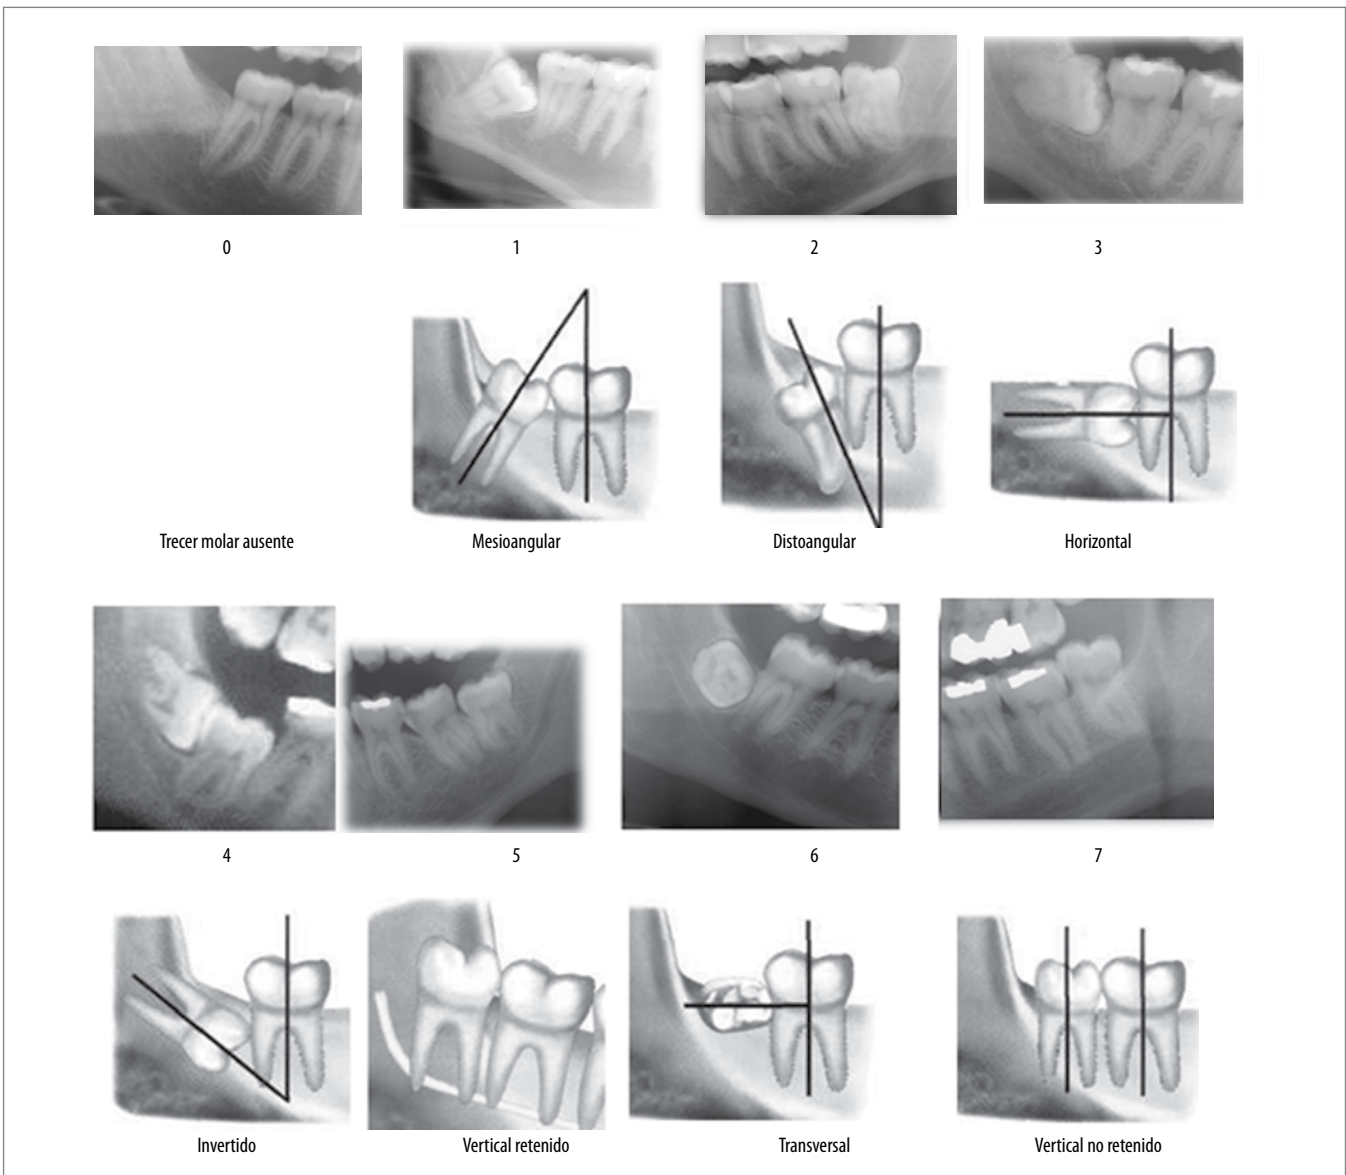 0
1
2
3
Trecer molar ausente
Mesioangular
Distoangular
Horizontal
4
5
6
7
Invertido
Vertical retenido
Transversal
Vertical no retenido